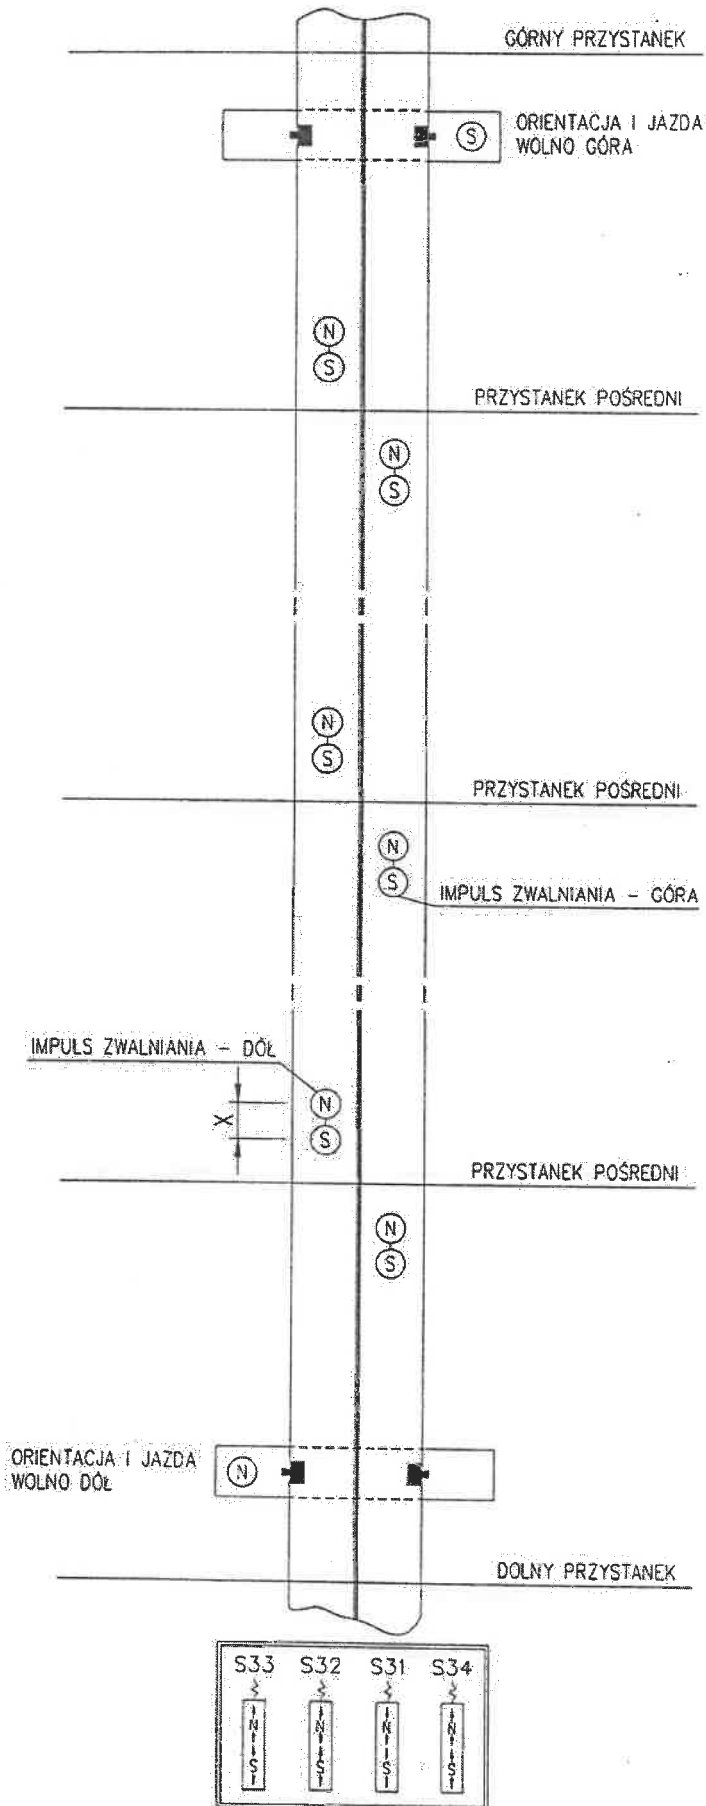 GÓRNY PRZYSTANEK
ORIENTACJA I JAZDA
WOLNO GÓRA
S
N
S
PRZYSTANEK POŚREDNI
N
S
N
S
PRZYSTANEK POŚREDNI
N
S
IMPULS ZWALNIANIA - GÓRA
IMPULS ZWALNIANIA - DÓŁ
N
X
S
PRZYSTANEK POŚREDNI
N
S
ORIENTACJA I JAZDA
WOLNO DÓŁ
N
DOLNY PRZYSTANEK
S33 S32 S31 S34
N N N N
S S S S